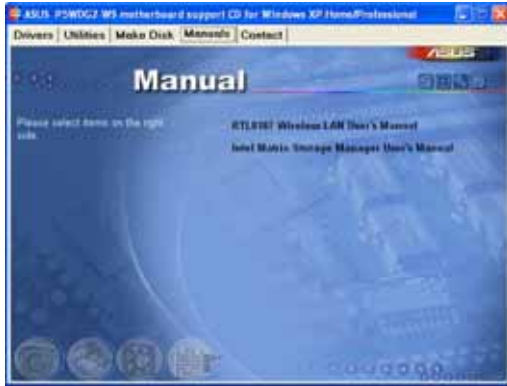 ASUS P5WDG2 WS motherboard support CD for Windows XP Home/Professional
Drivers Utilities Make Disk Manuals Contact
ASUS
Manual
Please select items on the right side.
RTL8187 Wireless LAN User's Manual
Intel Matrix Storage Manager User's Manual